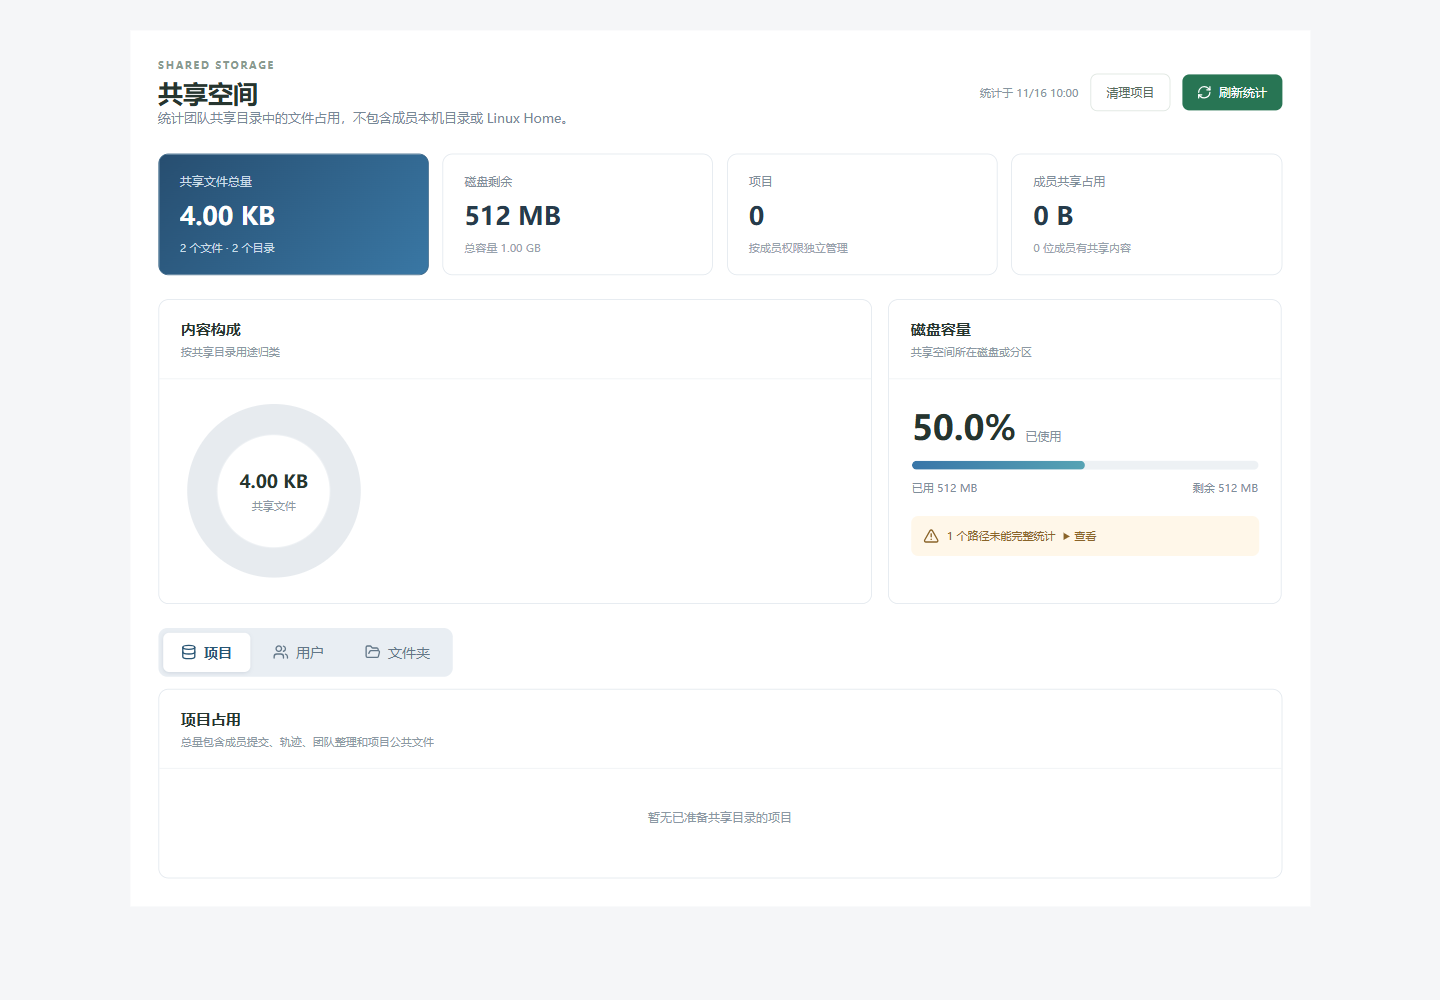 SHARED STORAGE
共享空间
统计团队共享目录中的文件占用，不包含成员本机目录或 Linux Home。
统计于 11/16 10:00
清理项目
刷新统计
共享文件总量
4.00 KB
2 个文件 · 2 个目录
磁盘剩余
512 MB
总容量 1.00 GB
项目
0
按成员权限独立管理
成员共享占用
0 B
0 位成员有共享内容
内容构成
按共享目录用途归类
4.00 KB
共享文件
磁盘容量
共享空间所在磁盘或分区
50.0% 已使用
已用 512 MB
剩余 512 MB
1 个路径未能完整统计 ▶ 查看
项目
用户
文件夹
项目占用
总量包含成员提交、轨迹、团队整理和项目公共文件
暂无已准备共享目录的项目